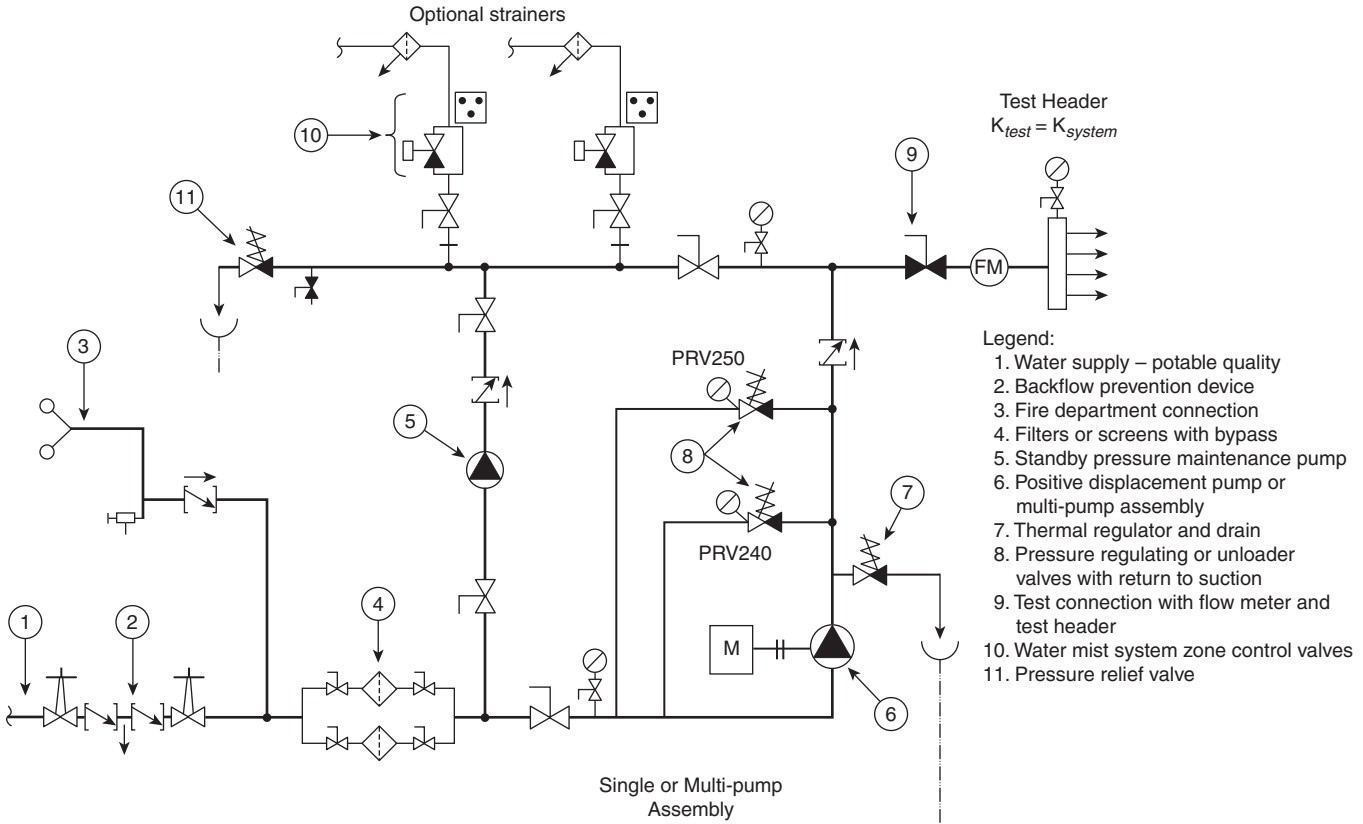 Optional strainers
Test Header
Ktest = Ksystem
10
9
11
PRV250
3
5
8
7
PRV240
1
2
4
M
6
FM
Single or Multi-pump
Assembly
Legend:
1. Water supply – potable quality
2. Backflow prevention device
3. Fire department connection
4. Filters or screens with bypass
5. Standby pressure maintenance pump
6. Positive displacement pump or
multi-pump assembly
7. Thermal regulator and drain
8. Pressure regulating or unloader
valves with return to suction
9. Test connection with flow meter and
test header
10. Water mist system zone control valves
11. Pressure relief valve